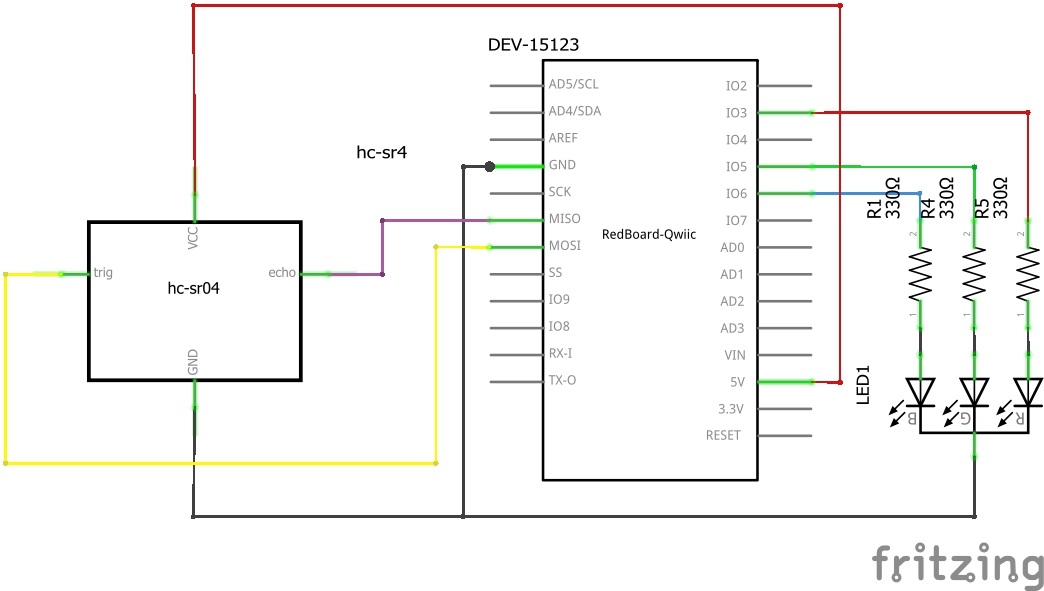 DEV-15123
hc-sr4
AD5/SCL
AD4/SDA
AREF
GND
SCK
MISO
MOSI
SS
IO9
IO8
RX-I
TX-O
RedBoard-Qwiic
IO2
IO3
IO4
IO5
IO6
IO7
AD0
AD1
AD2
AD3
VIN
5V
3.3V
RESET
VCC
trig
echo
hc-sr04
GND
R1
330Ω
R4
330Ω
R5
330Ω
2
2
2
1
1
1
LED1
B
G
R
fritzing